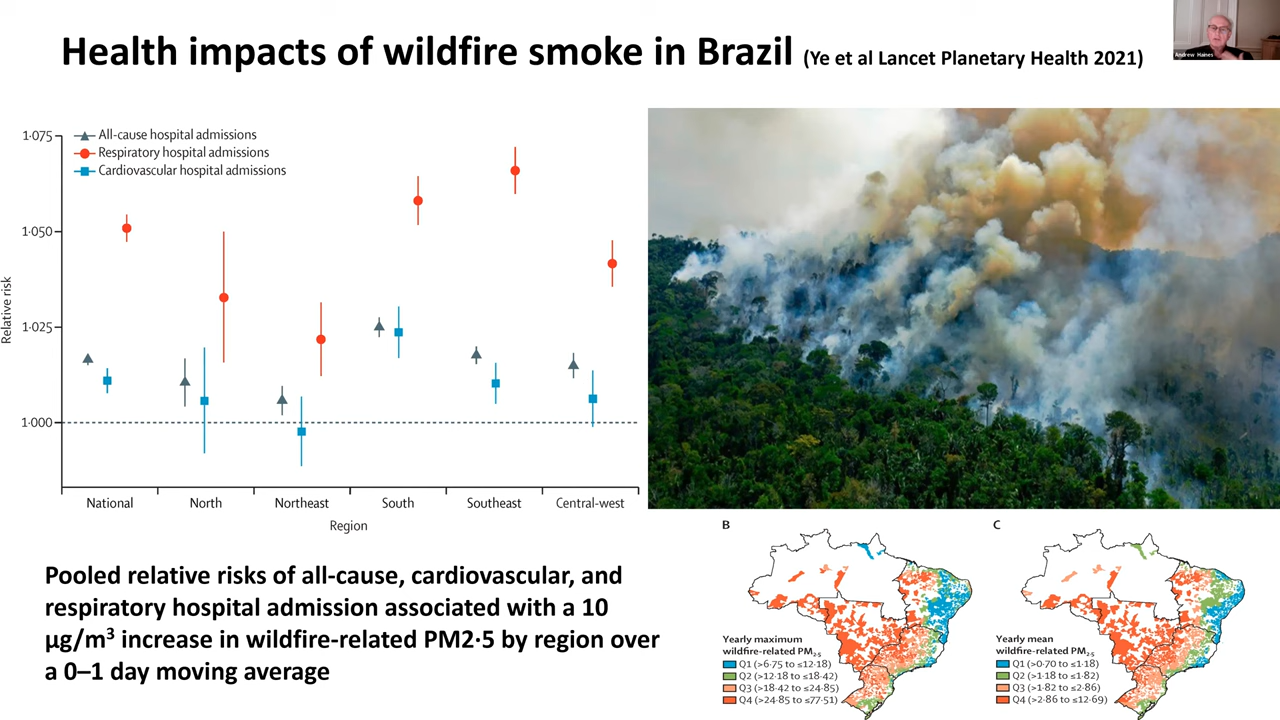 Health impacts of wildfire smoke in Brazil (Ye et al Lancet Planetary Health 2021)
Andrew Haines
1·075
1·050
1·025
1·000
Relative risk
All-cause hospital admissions
Respiratory hospital admissions
Cardiovascular hospital admissions
National
North
Northeast
South
Southeast
Central-west
Region
Pooled relative risks of all-cause, cardiovascular, and
respiratory hospital admission associated with a 10
µg/m³ increase in wildfire-related PM2·5 by region over
a 0–1 day moving average
B
Yearly maximum
wildfire-related PM₂.₅
Q1 (>6·75 to ≤12·18)
Q2 (>12·18 to ≤18·42)
Q3 (>18·42 to ≤24·85)
Q4 (>24·85 to ≤77·51)
C
Yearly mean
wildfire-related PM₂.₅
Q1 (>0·70 to ≤1·18)
Q2 (>1·18 to ≤1·82)
Q3 (>1·82 to ≤2·86)
Q4 (>2·86 to ≤12·69)